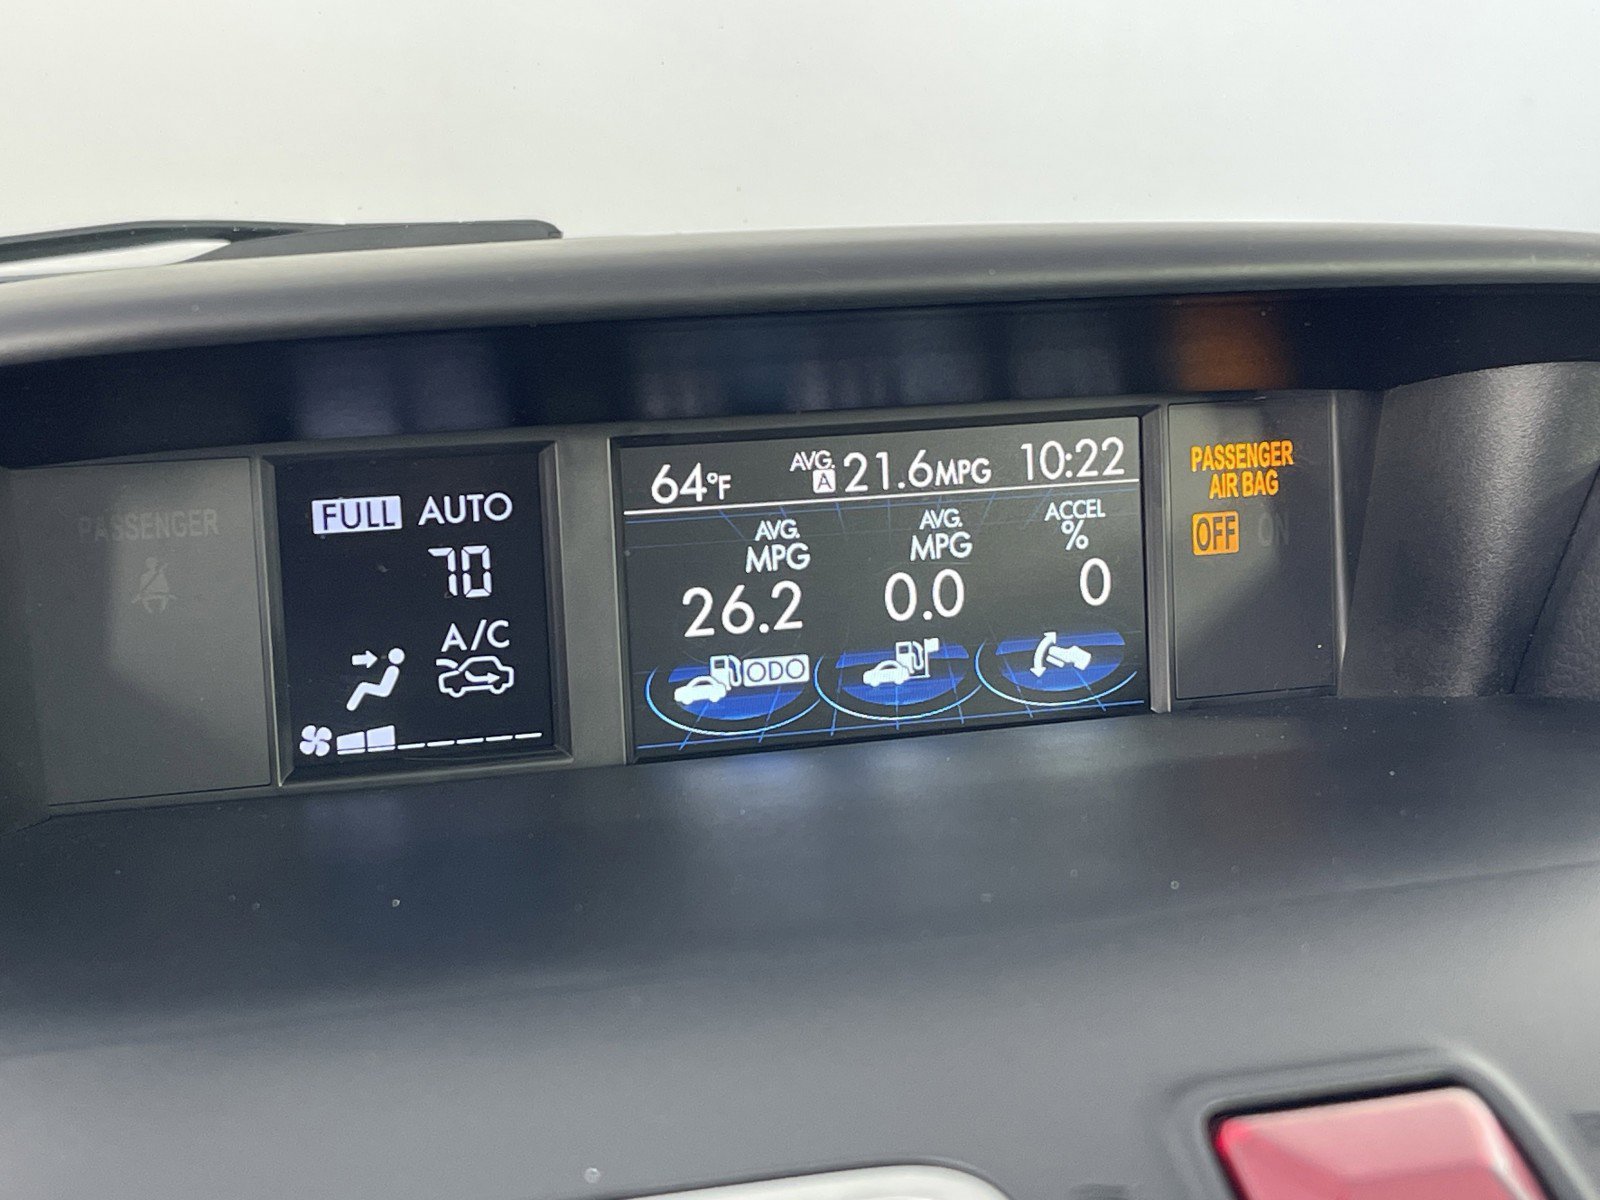 PASSENGER
FULL AUTO
70
A/C
64°F AVG. A 21.6MPG 10:22
AVG.
MPG
26.2
ODO
AVG.
MPG
0.0
ACCEL
%
0
PASSENGER
AIR BAG
OFF ON